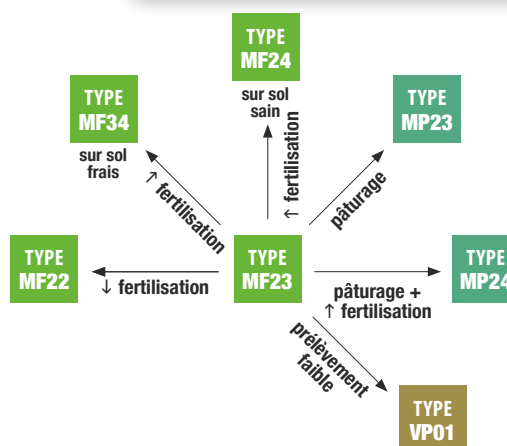 TYPE
MF24
sur sol
sain
TYPE
MF34
sur sol
frais
TYPE
MP23
↑ fertilisation
↑ fertilisation
pâturage
TYPE
MF22
↓ fertilisation
TYPE
MF23
pâturage +
↑ fertilisation
TYPE
MP24
prélèvement
faible
TYPE
VP01